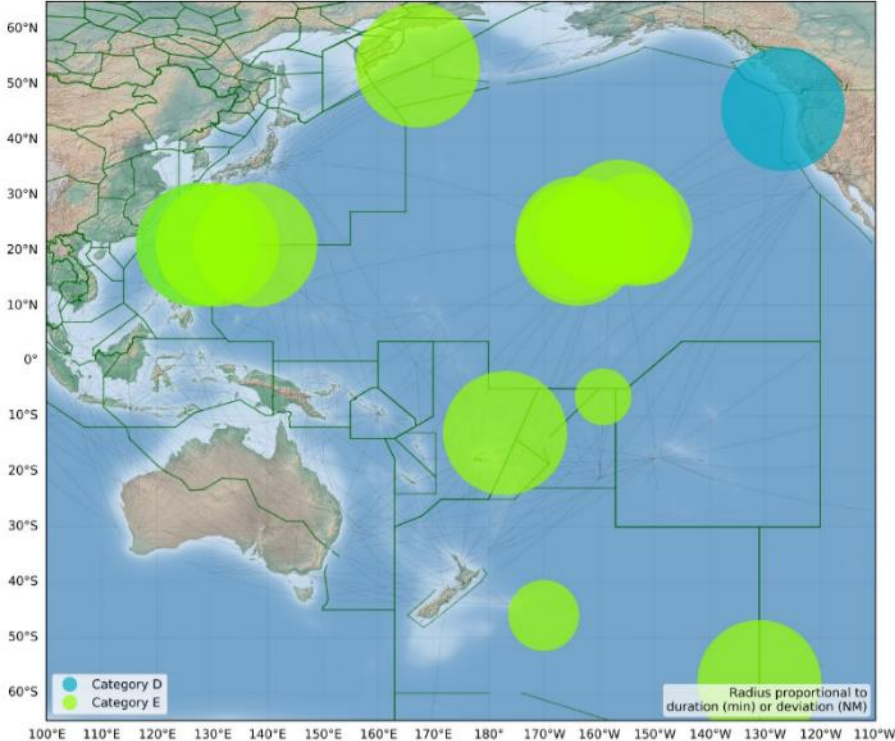 60°N
50°N
40°N
30°N
20°N
10°N
0°
10°S
20°S
30°S
40°S
50°S
60°S
Category D
Category E
Radius proportional to
duration (min) or deviation (NM)
100°E 110°E 120°E 130°E 140°E 150°E 160°E 170°E 180° 170°W 160°W 150°W 140°W 130°W 120°W 110°W